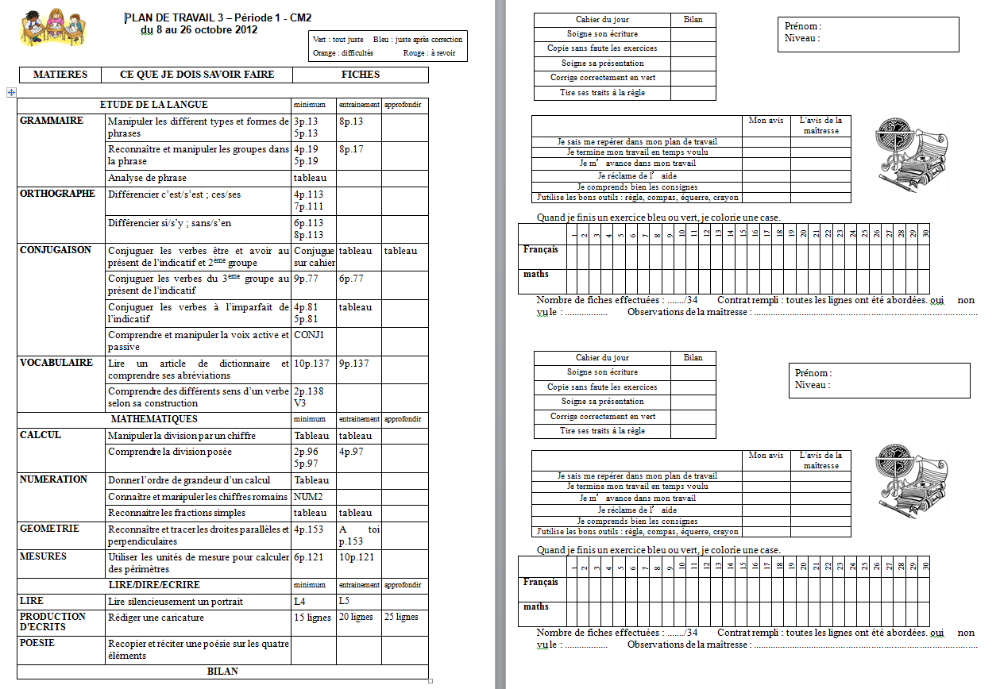 PLAN DE TRAVAIL 3 – Période 1 - CM2
du 8 au 26 octobre 2012
Vert : tout juste Bleu : juste après correction
Orange : difficultés Rouge : à revoir
MATIERES CE QUE JE DOIS SAVOIR FAIRE FICHES
ETUDE DE LA LANGUE minimum entrainement approfondir
GRAMMAIRE Manipuler les différent types et formes de 3p.13 8p.13
phrases 5p.13
Reconnaître et manipuler les groupes dans 4p.19 8p.17
la phrase 5p.19
Analyse de phrase tableau
ORTHOGRAPHE Différencier c'est/s'est ; ces/ses 4p.113
7p.111
Différencier si/s'y ; sans/s'en 6p.113
8p.113
CONJUGAISON Conjuguer les verbes être et avoir au Conjugue tableau tableau
présent de l'indicatif et 2ème groupe sur cahier
Conjuguer les verbes du 3ème groupe au 9p.77 6p.77
présent de l'indicatif
Conjuguer les verbes à l'imparfait de 4p.81 tableau
l'indicatif 5p.81
Comprendre et manipuler la voix active et CONJ1
passive
VOCABULAIRE Lire un article de dictionnaire et 10p.137 9p.137
comprendre ses abréviations
Comprendre des différents sens d'un verbe 2p.138
selon sa construction V3
MATHEMATIQUES minimum entrainement approfondir
CALCUL Manipuler la division par un chiffre Tableau tableau
Comprendre la division posée 2p.96 4p.97
5p.97
NUMERATION Donner l'ordre de grandeur d'un calcul Tableau
Connaître et manipuler les chiffres romains NUM2
Reconnaitre les fractions simples tableau tableau
GEOMETRIE Reconnaître et tracer les droites parallèles et 4p.153 A toi
perpendiculaires p.153
MESURES Utiliser les unités de mesure pour calculer 6p.121 10p.121
des périmètres
LIRE/DIRE/ECRIRE minimum entrainement approfondir
LIRE Lire silencieusement un portrait L4 L5
PRODUCTION Rédiger une caricature 15 lignes 20 lignes 25 lignes
D'ECRITS
POESIE Recopier et réciter une poésie sur les quatre
éléments
BILAN
Cahier du jour Bilan
Soigne son écriture
Copie sans faute les exercices
Soigne sa présentation
Corrige correctement en vert
Tire ses traits à la règle
Prénom :
Niveau :
Mon avis L'avis de la
maîtresse
Je sais me repérer dans mon plan de travail
Je termine mon travail en temps voulu
Je m' avance dans mon travail
Je réclame de l' aide
Je comprends bien les consignes
J'utilise les bons outils : règle, compas, équerre, crayon
Quand je finis un exercice bleu ou vert, je colorie une case.
1 2 3 4 5 6 7 8 9 10 11 12 13 14 15 16 17 18 19 20 21 22 23 24 25 26 27 28 29 30
Français
maths
Nombre de fiches effectuées : ......./34 Contrat rempli : toutes les lignes ont été abordées. oui non
vu le : .................. Observations de la maîtresse : ..............................................................................................
Cahier du jour Bilan
Soigne son écriture
Copie sans faute les exercices
Soigne sa présentation
Corrige correctement en vert
Tire ses traits à la règle
Prénom :
Niveau :
Mon avis L'avis de la
maîtresse
Je sais me repérer dans mon plan de travail
Je termine mon travail en temps voulu
Je m' avance dans mon travail
Je réclame de l' aide
Je comprends bien les consignes
J'utilise les bons outils : règle, compas, équerre, crayon
Quand je finis un exercice bleu ou vert, je colorie une case.
1 2 3 4 5 6 7 8 9 10 11 12 13 14 15 16 17 18 19 20 21 22 23 24 25 26 27 28 29 30
Français
maths
Nombre de fiches effectuées : ......./34 Contrat rempli : toutes les lignes ont été abordées. oui non
vu le : .................. Observations de la maîtresse : ..............................................................................................